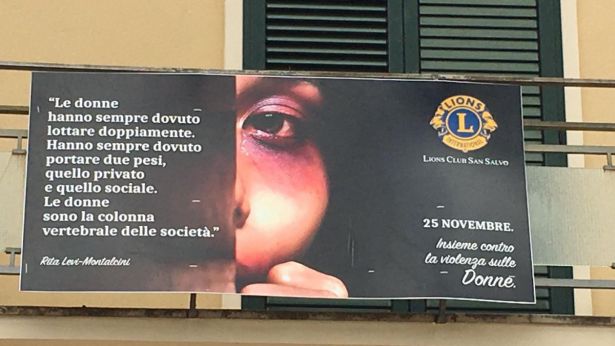 “Le donne
hanno sempre dovuto
lottare doppiamente.
Hanno sempre dovuto
portare due pesi,
quello privato
e quello sociale.
Le donne
sono la colonna
vertebrale delle società.”
Rita Levi-Montalcini
LIONS
L
INTERNATIONAL
LIONS CLUB SAN SALVO
25 NOVEMBRE.
Insieme contro
la violenza sulle
Donne.